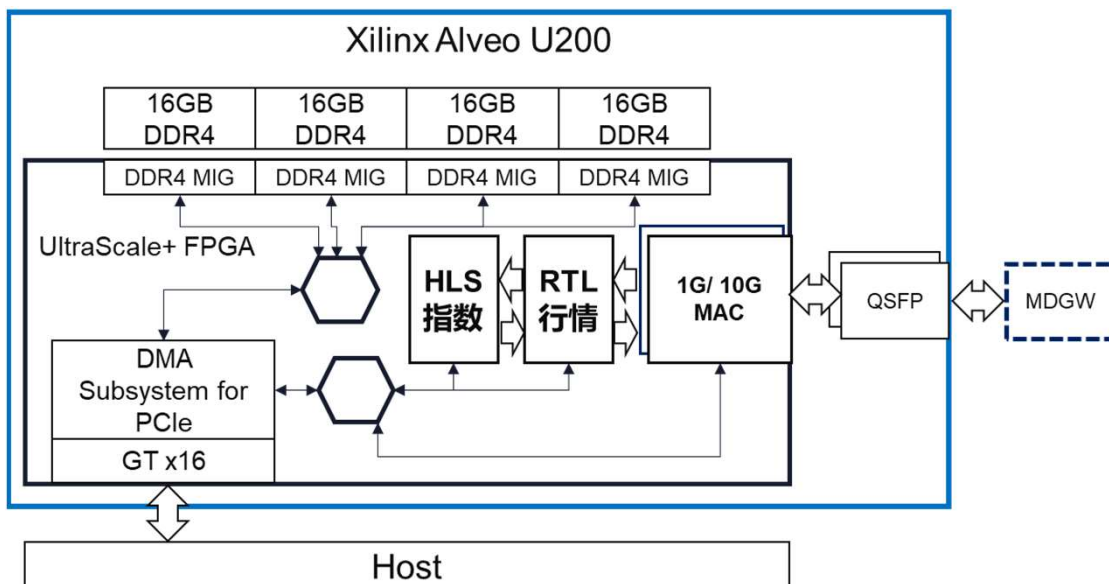 Xilinx Alveo U200
16GB 16GB 16GB 16GB
DDR4 DDR4 DDR4 DDR4
DDR4 MIG DDR4 MIG DDR4 MIG DDR4 MIG
UltraScale+ FPGA
HLS
指数
RTL
行情
1G/ 10G
MAC
QSFP
MDGW
DMA
Subsystem for
PCIe
GT x16
Host